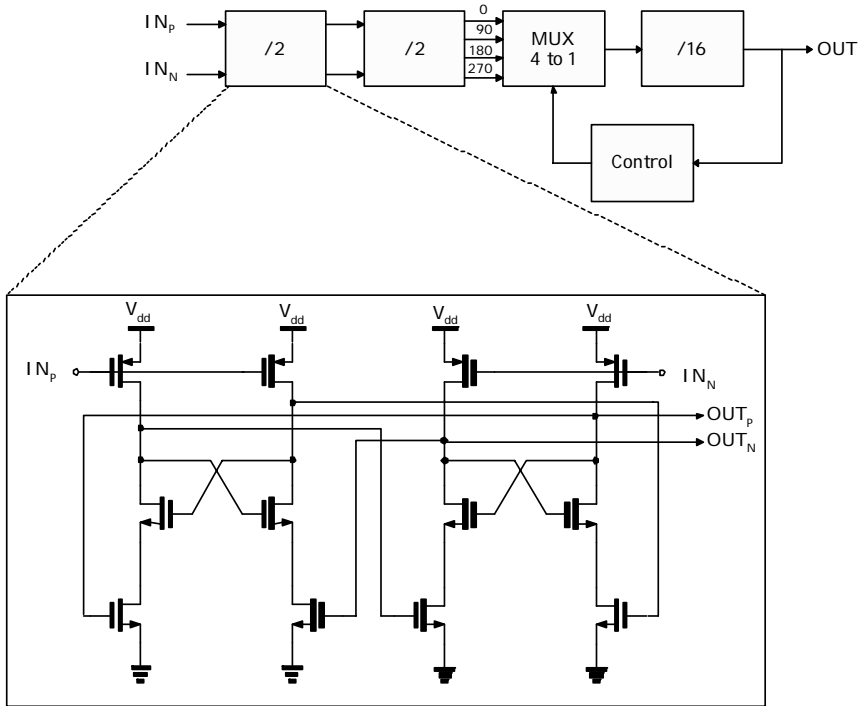 IN_P
IN_N
/2
/2
0
90
180
270
MUX
4 to 1
/16
OUT
Control
V_dd
V_dd
V_dd
V_dd
IN_P
IN_N
OUT_P
OUT_N